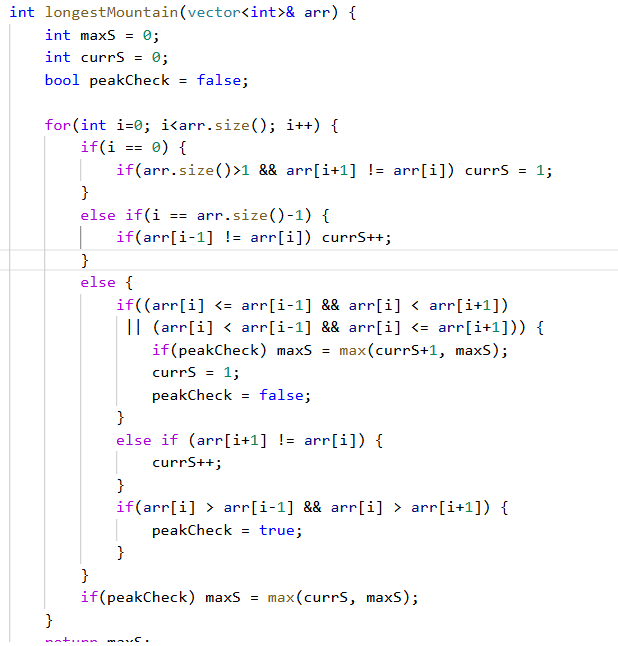 int longestMountain(vector<int>& arr) {
int maxS = 0;
int currS = 0;
bool peakCheck = false;
for(int i=0; i<arr.size(); i++) {
if(i == 0) {
if(arr.size()>1 && arr[i+1] != arr[i]) currS = 1;
}
else if(i == arr.size()-1) {
if(arr[i-1] != arr[i]) currS++;
}
else {
if((arr[i] <= arr[i-1] && arr[i] < arr[i+1])
|| (arr[i] < arr[i-1] && arr[i] <= arr[i+1])) {
if(peakCheck) maxS = max(currS+1, maxS);
currS = 1;
peakCheck = false;
}
else if (arr[i+1] != arr[i]) {
currS++;
}
if(arr[i] > arr[i-1] && arr[i] > arr[i+1]) {
peakCheck = true;
}
}
if(peakCheck) maxS = max(currS, maxS);
}
return maxS;